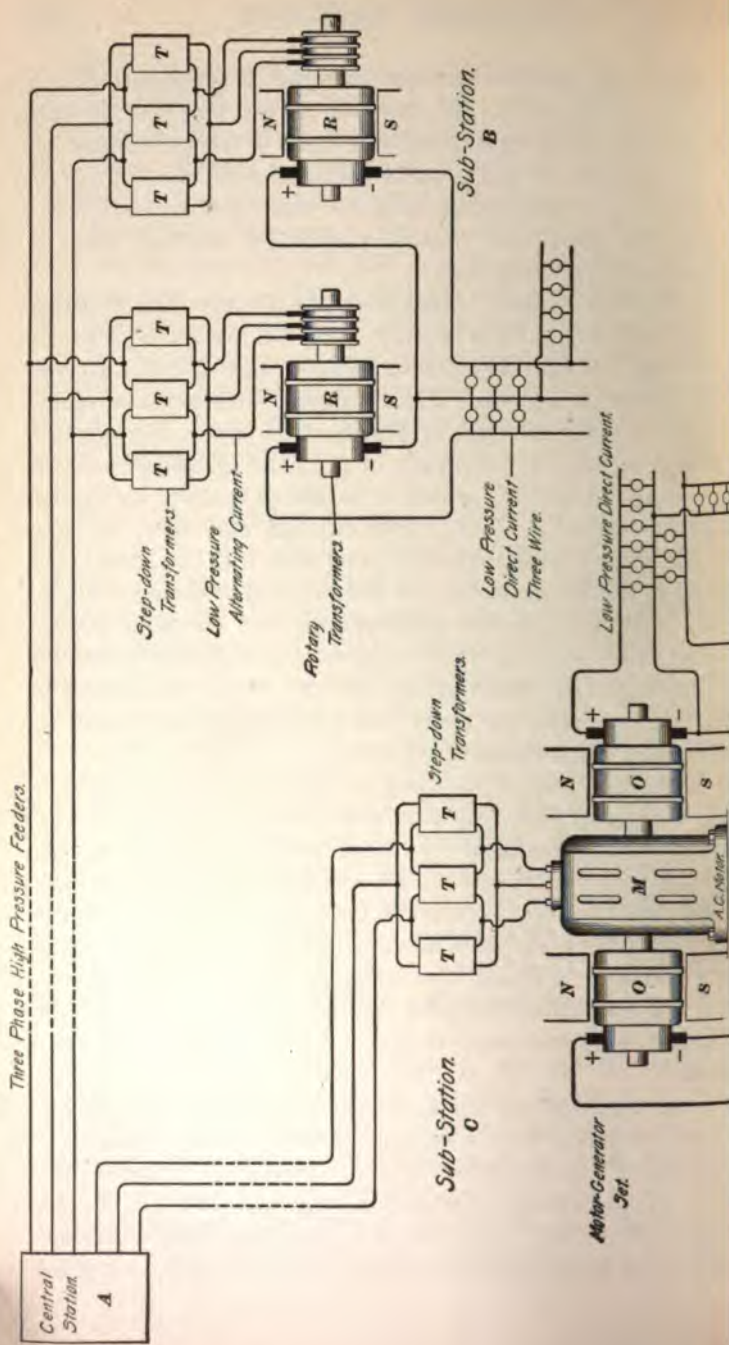 Three Phase High Pressure Feeders.
Central
Station.
A
T
T
T
T
T
T
Step-down
Transformers
Low Pressure
Alternating Current.
N
R
S
+
-
N
R
S
+
-
Rotary
Transformers.
Sub-Station.
B
Low Pressure
Direct Current
Three Wire.
Sub-Station.
C
T
T
T
Step-down
Transformers.
Low Pressure Direct Current.
Motor-Generator
Set.
N
O
S
+
-
M
A.C. Motor.
N
O
S
+
-